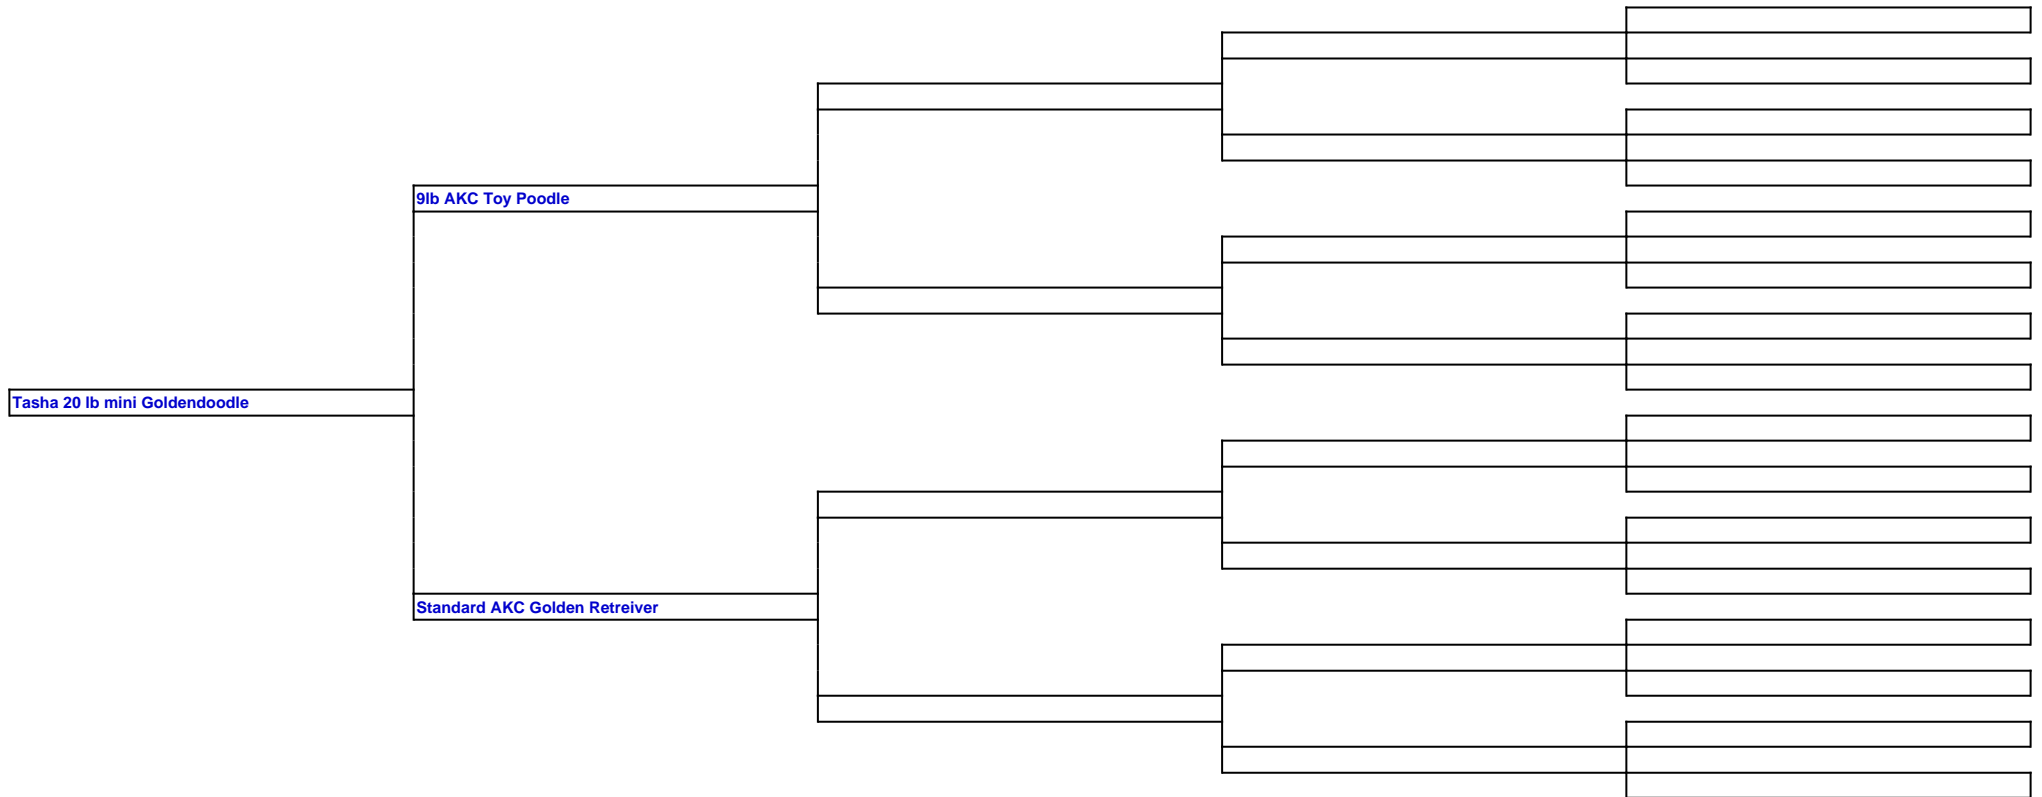 9lb AKC Toy Poodle
Tasha 20 lb mini Goldendoodle
Standard AKC Golden Retreiver